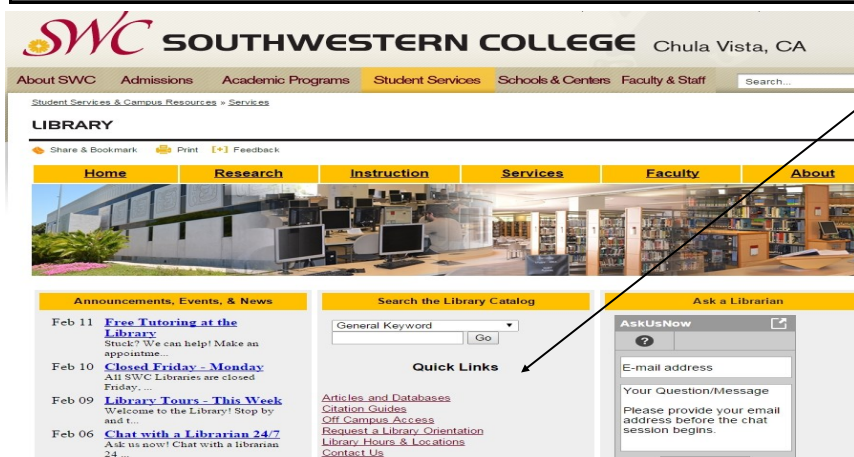 SWC SOUTHWESTERN COLLEGE Chula Vista, CA
About SWC Admissions Academic Programs Student Services Schools & Centers Faculty & Staff Search...
Student Services & Campus Resources » Services
LIBRARY
Share & Bookmark Print [+] Feedback
Home Research Instruction Services Faculty About
Announcements, Events, & News
Feb 11 Free Tutoring at the
Library
Stuck? We can help! Make an
appointme...
Feb 10 Closed Friday - Monday
All SWC Libraries are closed
Friday, ...
Feb 09 Library Tours - This Week
Welcome to the Library! Stop by
and t...
Feb 06 Chat with a Librarian 24/7
Ask us now! Chat with a librarian
24 ...
Search the Library Catalog
General Keyword
Go
Quick Links
Articles and Databases
Citation Guides
Off Campus Access
Request a Library Orientation
Library Hours & Locations
Contact Us
Ask a Librarian
AskUsNow
?
E-mail address
Your Question/Message
Please provide your email
address before the chat
session begins.